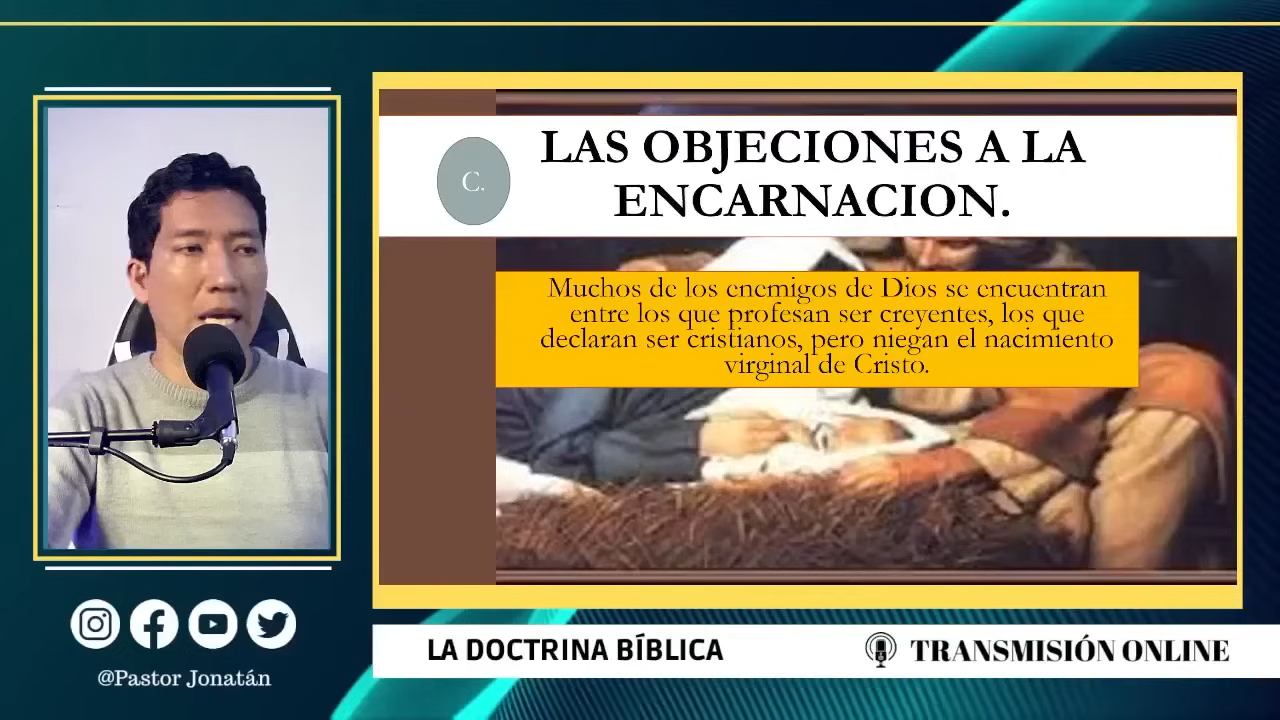 C.
LAS OBJECIONES A LA
ENCARNACION.
Muchos de los enemigos de Dios se encuentran
entre los que profesan ser creyentes, los que
declaran ser cristianos, pero niegan el nacimiento
virginal de Cristo.
@Pastor Jonatán
LA DOCTRINA BÍBLICA
TRANSMISIÓN ONLINE